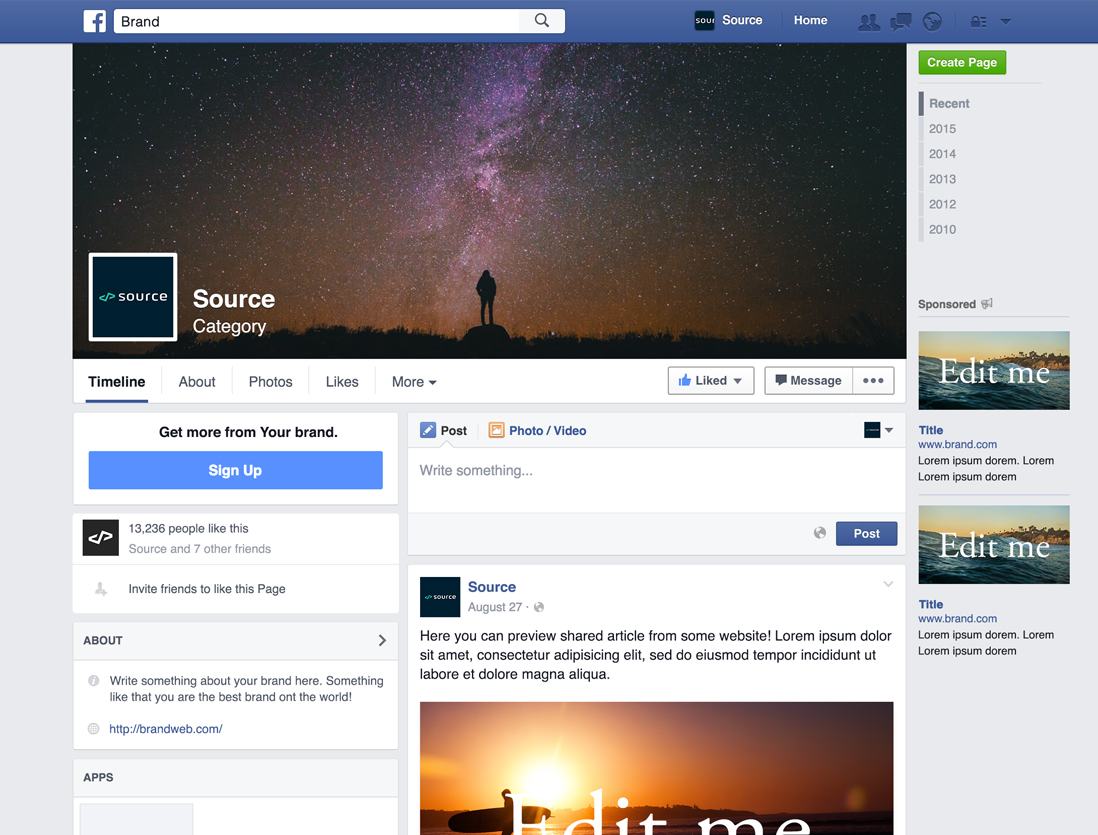 Brand
Source
Home
Create Page
Recent
2015
2014
2013
2012
2010
</> source
Source
Category
Timeline
About
Photos
Likes
More
Liked
Message
Get more from Your brand.
Sign Up
</>
13,236 people like this
Source and 7 other friends
Invite friends to like this Page
ABOUT
Write something about your brand here. Something
like that you are the best brand ont the world!
http://brandweb.com/
APPS
Post
Photo / Video
Write something...
Post
</> source
Source
August 27 ·
Here you can preview shared article from some website! Lorem ipsum dolor
sit amet, consectetur adipisicing elit, sed do eiusmod tempor incididunt ut
labore et dolore magna aliqua.
Edit me
Sponsored
Edit me
Title
www.brand.com
Lorem ipsum dorem. Lorem
Lorem ipsum dorem
Edit me
Title
www.brand.com
Lorem ipsum dorem. Lorem
Lorem ipsum dorem